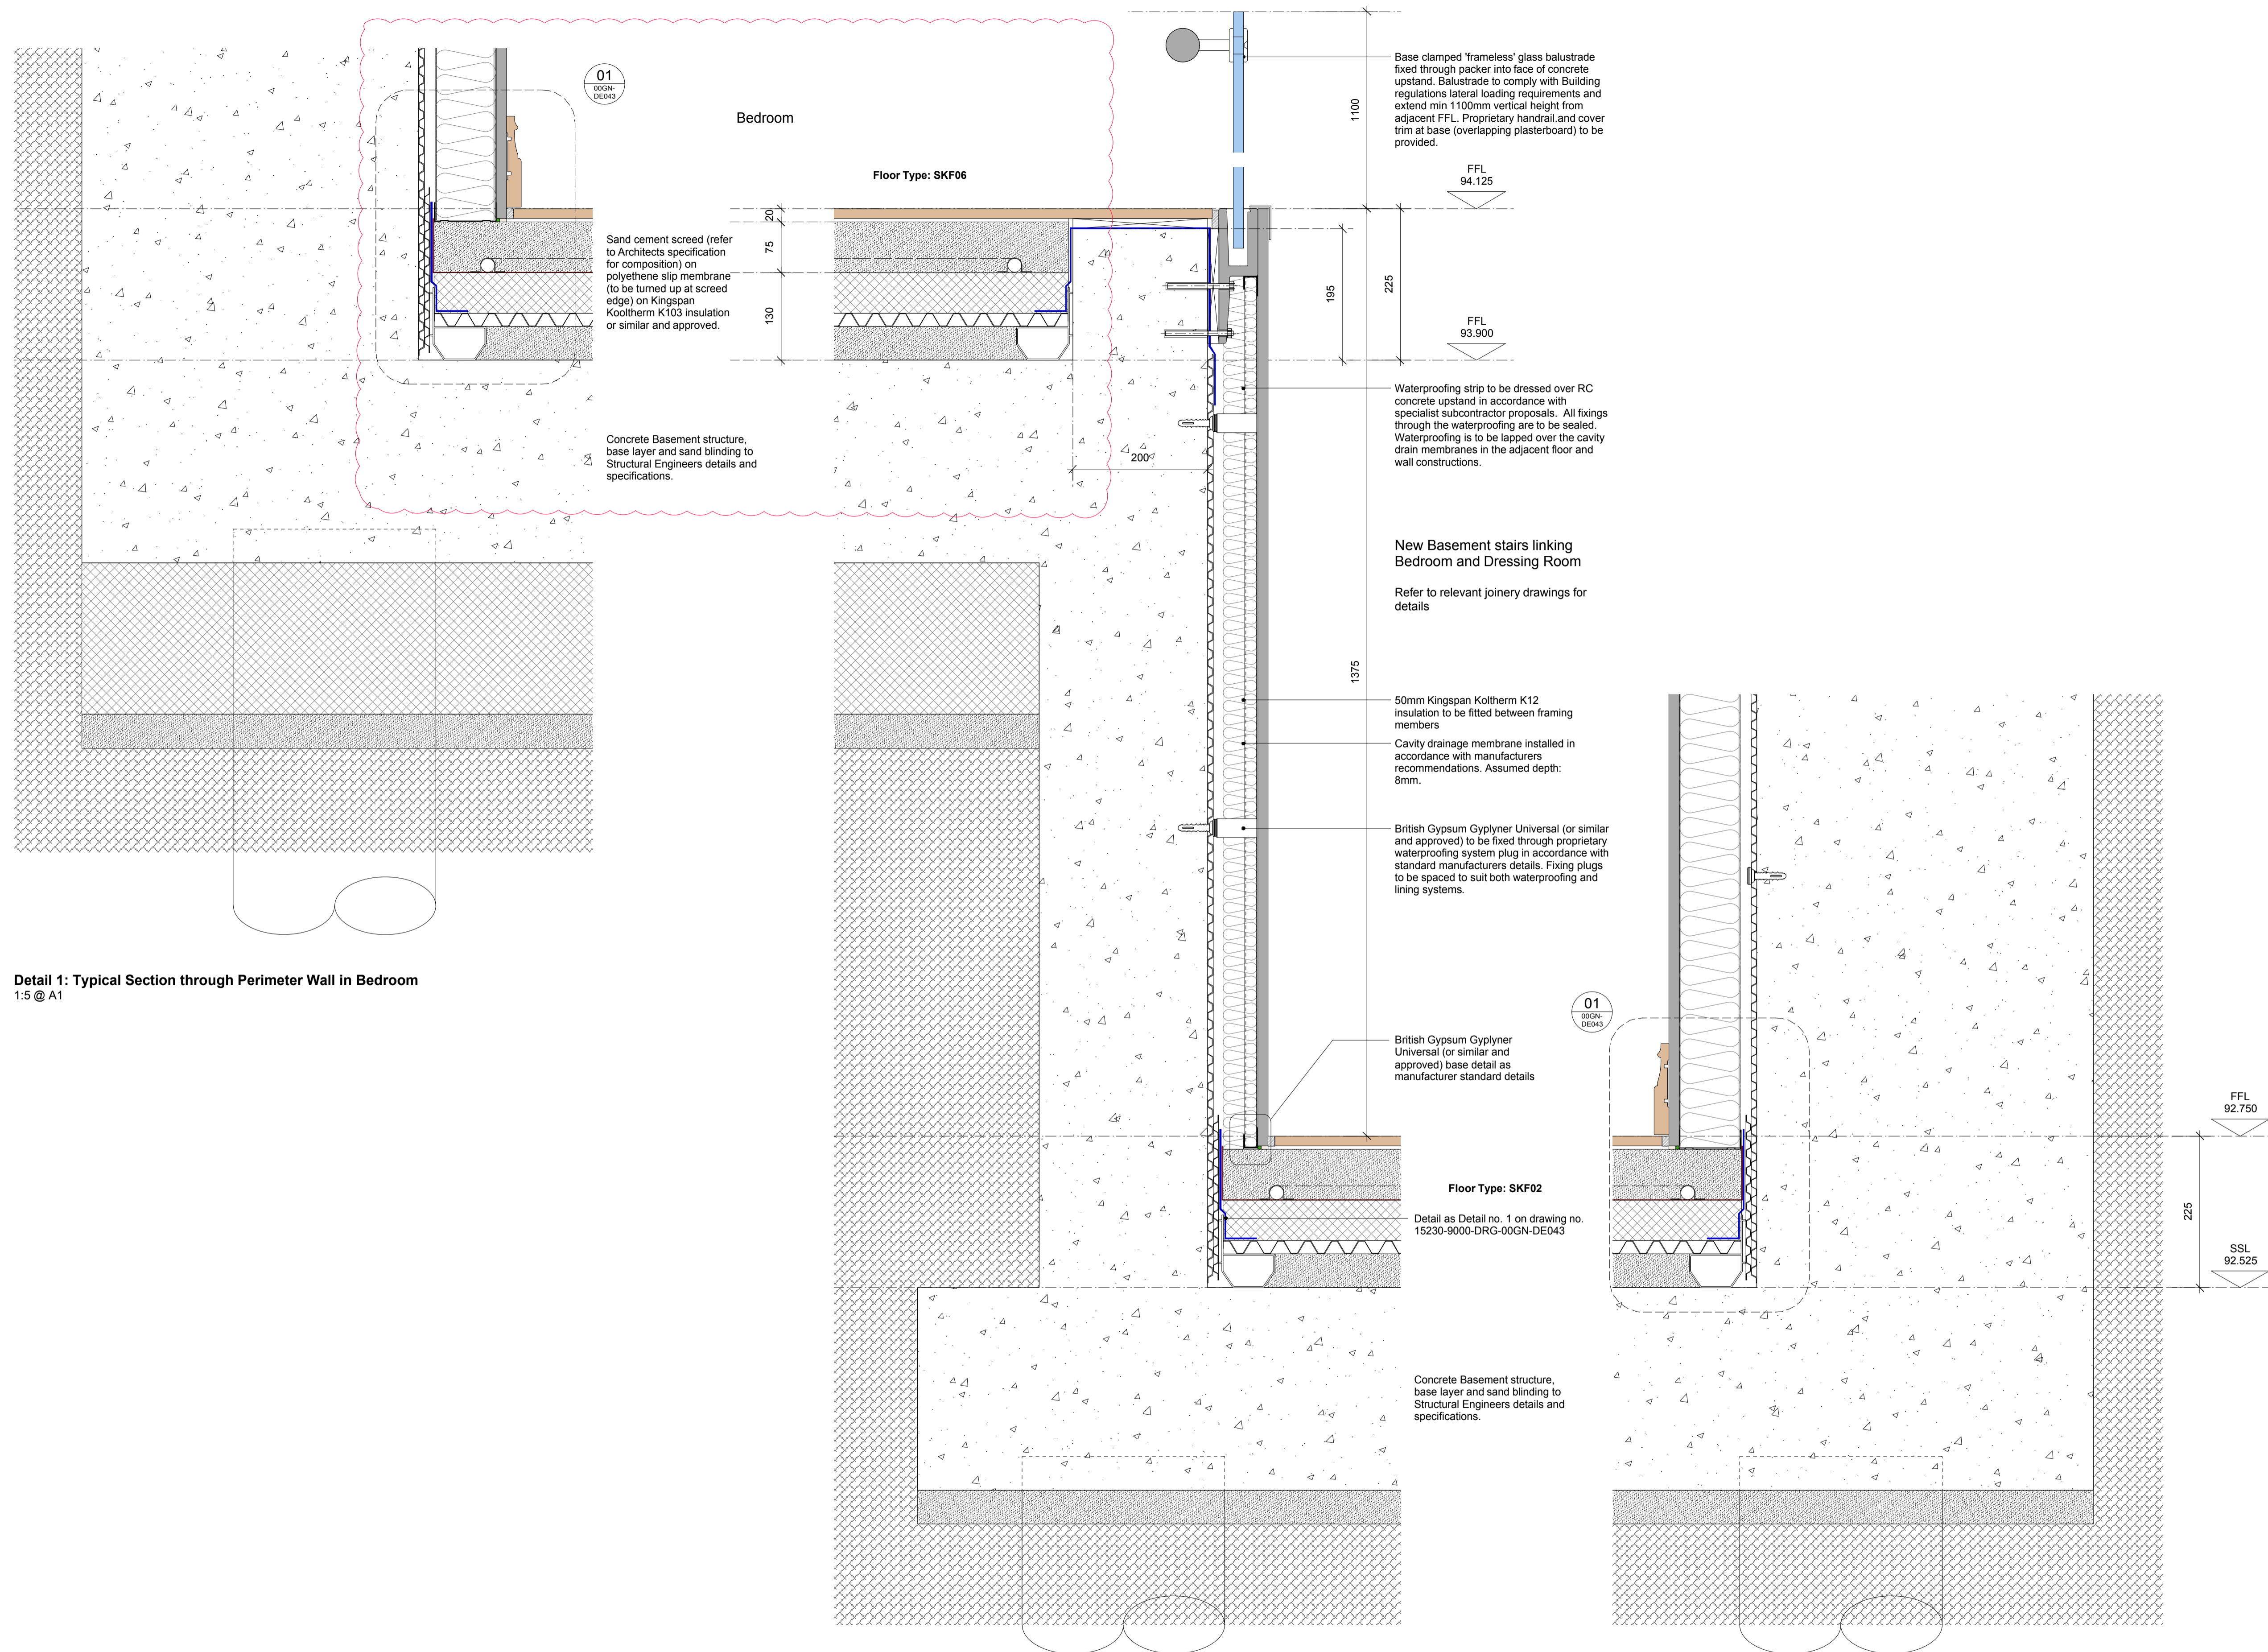 01
00GN-
DE043
Bedroom
Floor Type: SKF06
Sand cement screed (refer
to Architects specification
for composition) on
polyethene slip membrane
(to be turned up at screed
edge) on Kingspan
Kooltherm K103 insulation
or similar and approved.
20
75
130
Concrete Basement structure,
base layer and sand blinding to
Structural Engineers details and
specifications.
200
1100
195
225
1375
Base clamped 'frameless' glass balustrade
fixed through packer into face of concrete
upstand. Balustrade to comply with Building
regulations lateral loading requirements and
extend min 1100mm vertical height from
adjacent FFL. Proprietary handrail.and cover
trim at base (overlapping plasterboard) to be
provided.
FFL
94.125
FFL
93.900
Waterproofing strip to be dressed over RC
concrete upstand in accordance with
specialist subcontractor proposals. All fixings
through the waterproofing are to be sealed.
Waterproofing is to be lapped over the cavity
drain membranes in the adjacent floor and
wall constructions.
New Basement stairs linking
Bedroom and Dressing Room
Refer to relevant joinery drawings for
details
50mm Kingspan Koltherm K12
insulation to be fitted between framing
members
Cavity drainage membrane installed in
accordance with manufacturers
recommendations. Assumed depth:
8mm.
British Gypsum Gyplyner Universal (or similar
and approved) to be fixed through proprietary
waterproofing system plug in accordance with
standard manufacturers details. Fixing plugs
to be spaced to suit both waterproofing and
lining systems.
Detail 1: Typical Section through Perimeter Wall in Bedroom
1:5 @ A1
01
00GN-
DE043
British Gypsum Gyplyner
Universal (or similar and
approved) base detail as
manufacturer standard details
Floor Type: SKF02
Detail as Detail no. 1 on drawing no.
15230-9000-DRG-00GN-DE043
FFL
92.750
225
SSL
92.525
Concrete Basement structure,
base layer and sand blinding to
Structural Engineers details and
specifications.